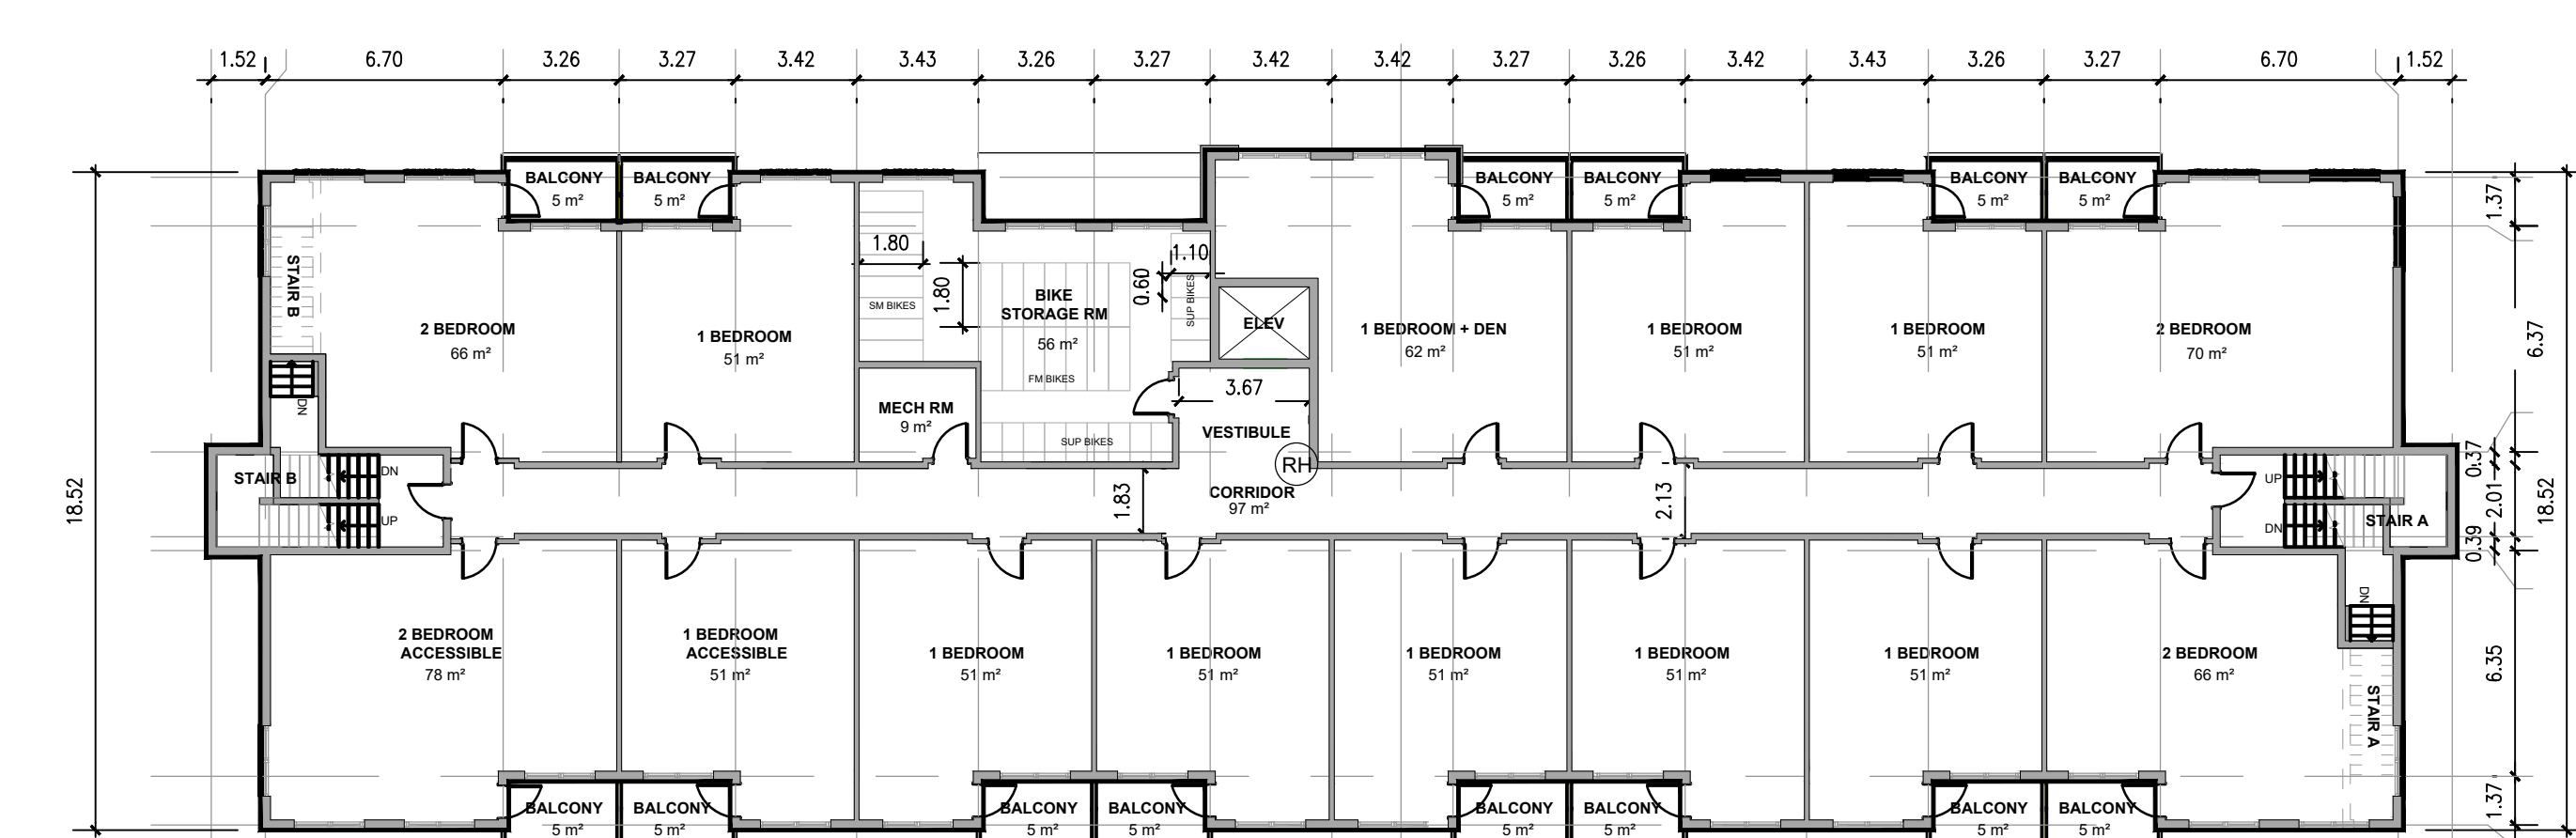 1.52 6.70 3.26 3.27 3.42 3.43 3.26 3.27 3.42 3.42 3.27 3.26 3.42 3.43 3.26 3.27 6.70 1.52
BALCONY BALCONY BALCONY BALCONY BALCONY BALCONY
5 m² 5 m² 5 m² 5 m² 5 m² 5 m²
1.37
18.52
STAIR B
2 BEDROOM
66 m²
DN
1 BEDROOM
51 m²
1.80
SM BIKES
1.80
BIKE
STORAGE RM
56 m²
FM BIKES
0.60
1.10
SUP BIKES
ELEV
1 BEDROOM + DEN
62 m²
1 BEDROOM
51 m²
1 BEDROOM
51 m²
2 BEDROOM
70 m²
6.37
MECH RM
9 m²
SUP BIKES
3.67
VESTIBULE
RH
STAIR B
DN
UP
1.83
CORRIDOR
97 m²
2.13
UP
DN
STAIR A
0.37
2.01
0.39
18.52
2 BEDROOM
ACCESSIBLE
78 m²
1 BEDROOM
ACCESSIBLE
51 m²
1 BEDROOM
51 m²
1 BEDROOM
51 m²
1 BEDROOM
51 m²
1 BEDROOM
51 m²
1 BEDROOM
51 m²
2 BEDROOM
66 m²
DN
STAIR A
6.35
1.37
BALCONY BALCONY BALCONY BALCONY BALCONY BALCONY BALCONY BALCONY
5 m² 5 m² 5 m² 5 m² 5 m² 5 m² 5 m² 5 m²